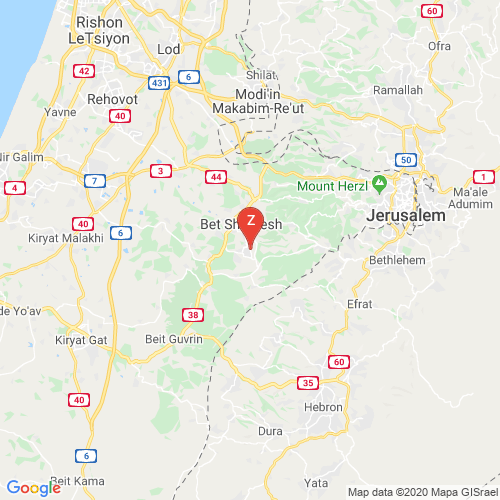 60
Rishon
LeTsiyon
Ofra
Lod
Shilat
42
6
431
Modi'in
Makabim-Re'ut
Ramallah
Rehovot
Yavne
40
Nir Galim
50
3
44
1
7
4
Mount Herzl
Ma'ale
Adumim
Jerusalem
40
Bet Sh esh
Z
Kiryat Malakhi
6
Bethlehem
Efrat
de Yo'av
38
Kiryat Gat
Beit Guvrin
60
35
40
Hebron
Dura
6
Beit Kama
Yata
Google
Map data ©2020 Mapa GISrael